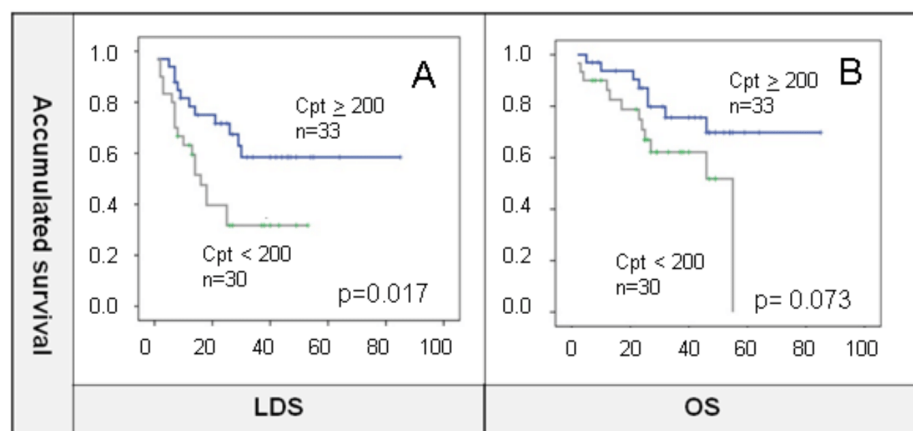 Accumulated survival
A
1.0
0.8
0.6
0.4
0.2
0.0
Cpt ≥ 200
n=33
Cpt < 200
n=30
p=0.017
0 20 40 60 80 100
LDS
B
1.0
0.8
0.6
0.4
0.2
0.0
Cpt ≥ 200
n=33
Cpt < 200
n=30
p= 0.073
0 20 40 60 80 100
OS